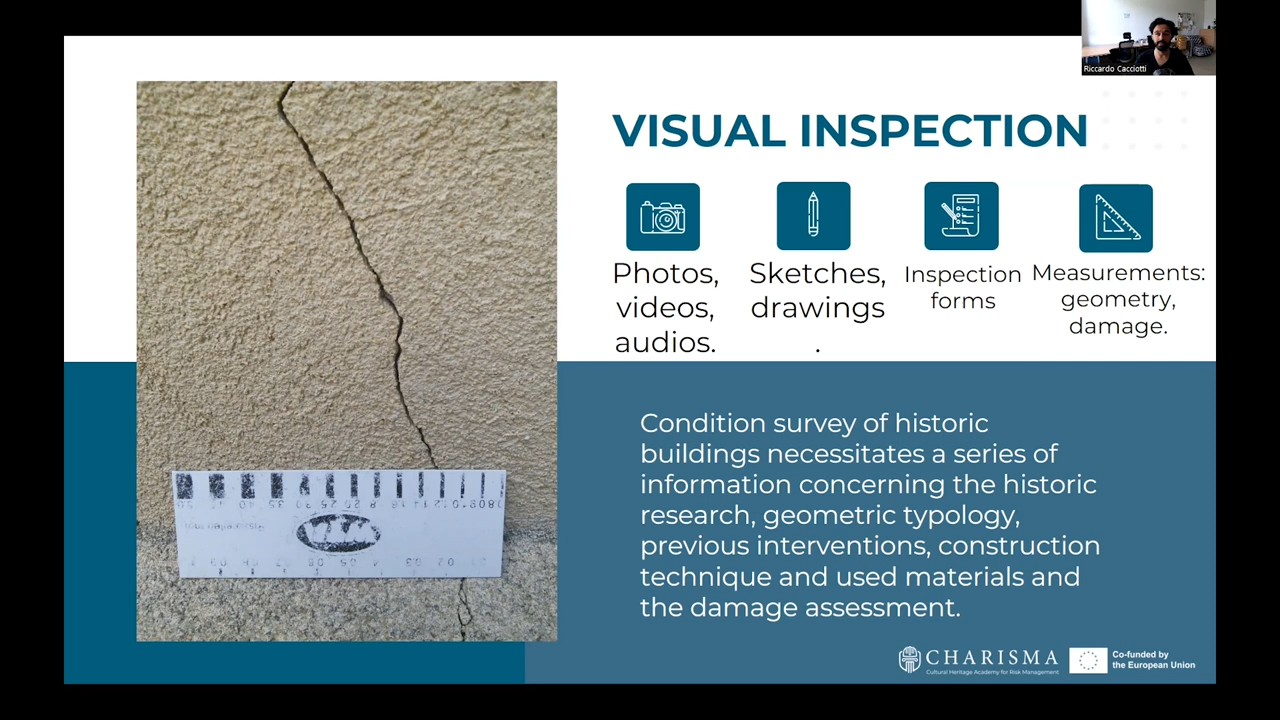 Riccardo Cacciotti
VISUAL INSPECTION
Photos,
videos,
audios.
Sketches,
drawings
.
Inspection
forms
Measurements:
geometry,
damage.
Condition survey of historic
buildings necessitates a series of
information concerning the historic
research, geometric typology,
previous interventions, construction
technique and used materials and
the damage assessment.
CHARISMA
Cultural Heritage Academy for Risk Management
Co-funded by
the European Union